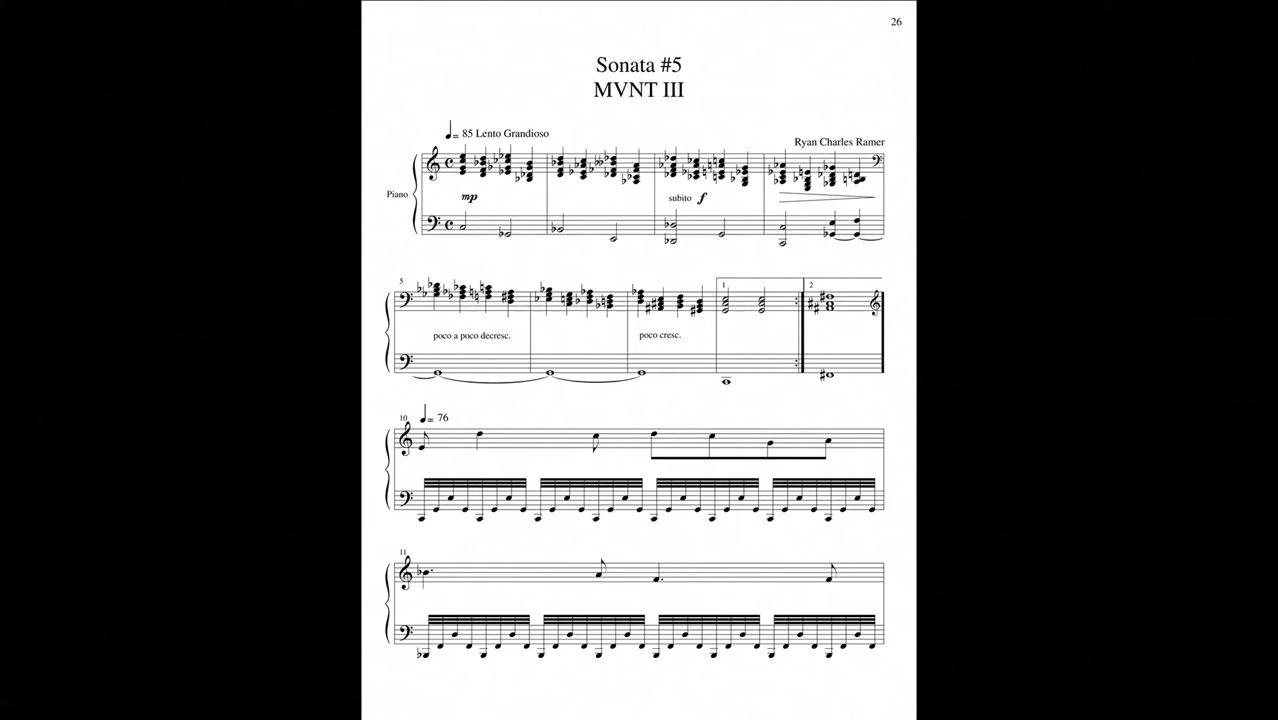 26
Sonata #5
MVNT III
= 85 Lento Grandioso
Ryan Charles Ramer
Piano
mp
subito f
5
1
2
poco a poco decresc.
poco cresc.
10
= 76
11